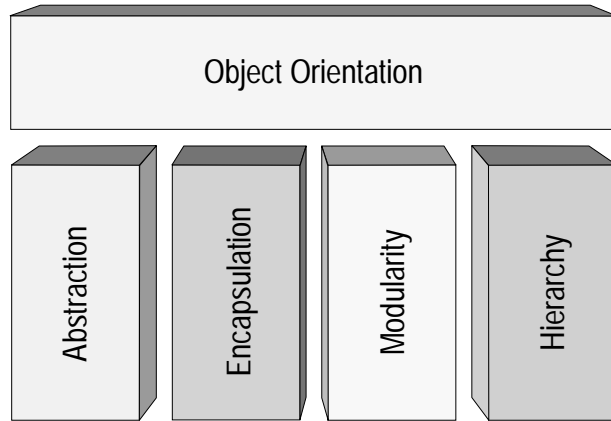 Object Orientation
Abstraction
Encapsulation
Modularity
Hierarchy